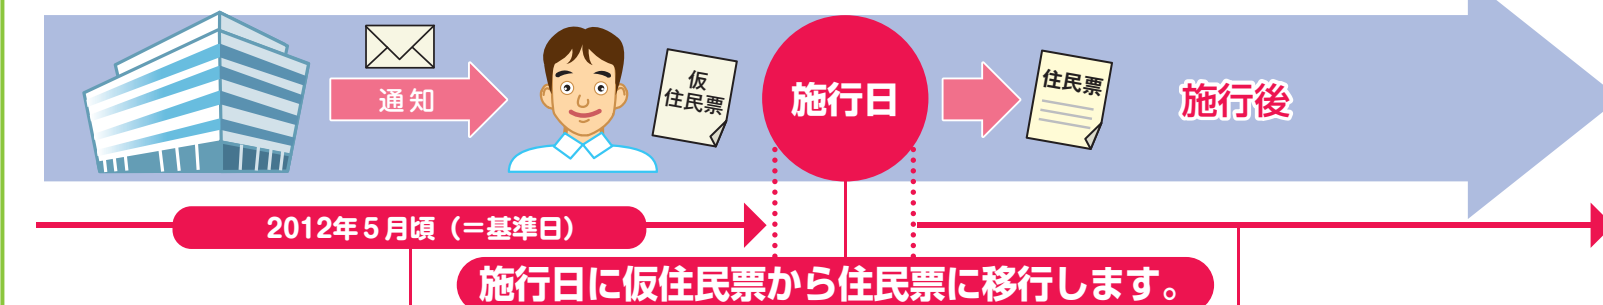 通知
仮
住民票
施行日
住民票
施行後
2012年5月頃（＝基準日）
施行日に仮住民票から住民票に移行します。